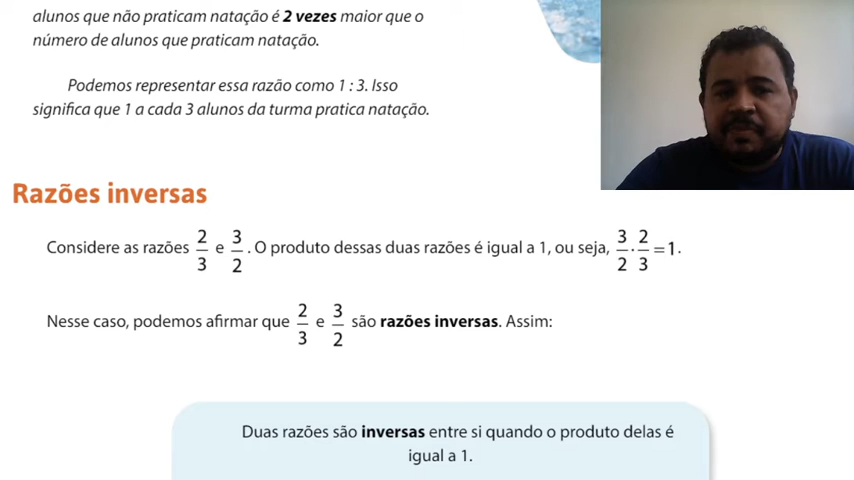 alunos que não praticam natação é 2 vezes maior que o
número de alunos que praticam natação.
Podemos representar essa razão como 1 : 3. Isso
significa que 1 a cada 3 alunos da turma pratica natação.
Razões inversas
Considere as razões 2/3 e 3/2. O produto dessas duas razões é igual a 1, ou seja, 3/2 · 2/3 = 1.
Nesse caso, podemos afirmar que 2/3 e 3/2 são razões inversas. Assim:
Duas razões são inversas entre si quando o produto delas é
igual a 1.